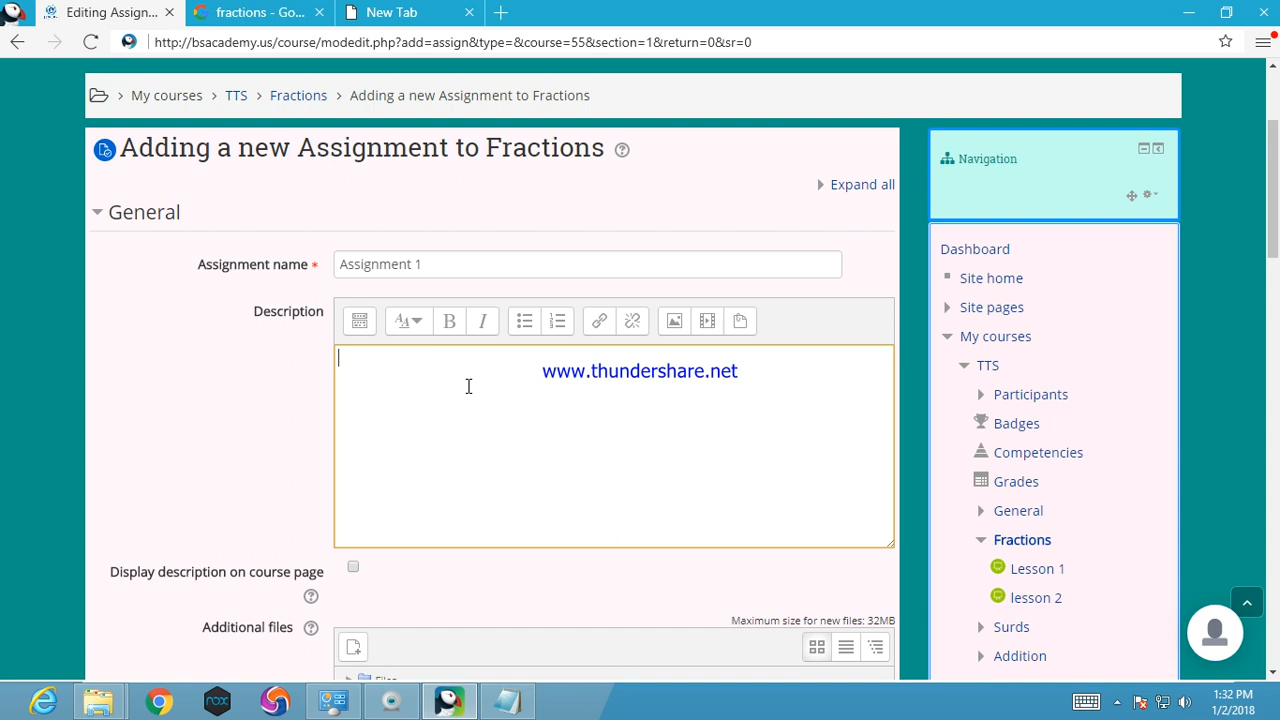 Editing Assign...
fractions - Go...
New Tab
http://bsacademy.us/course/modedit.php?add=assign&type=&course=55&section=1&return=0&sr=0
My courses > TTS > Fractions > Adding a new Assignment to Fractions
Adding a new Assignment to Fractions
Expand all
General
Assignment name
Assignment 1
Description
www.thundershare.net
Display description on course page
Maximum size for new files: 32MB
Additional files
Files
Navigation
Dashboard
Site home
Site pages
My courses
TTS
Participants
Badges
Competencies
Grades
General
Fractions
Lesson 1
lesson 2
Surds
Addition
nox
1:32 PM
1/2/2018